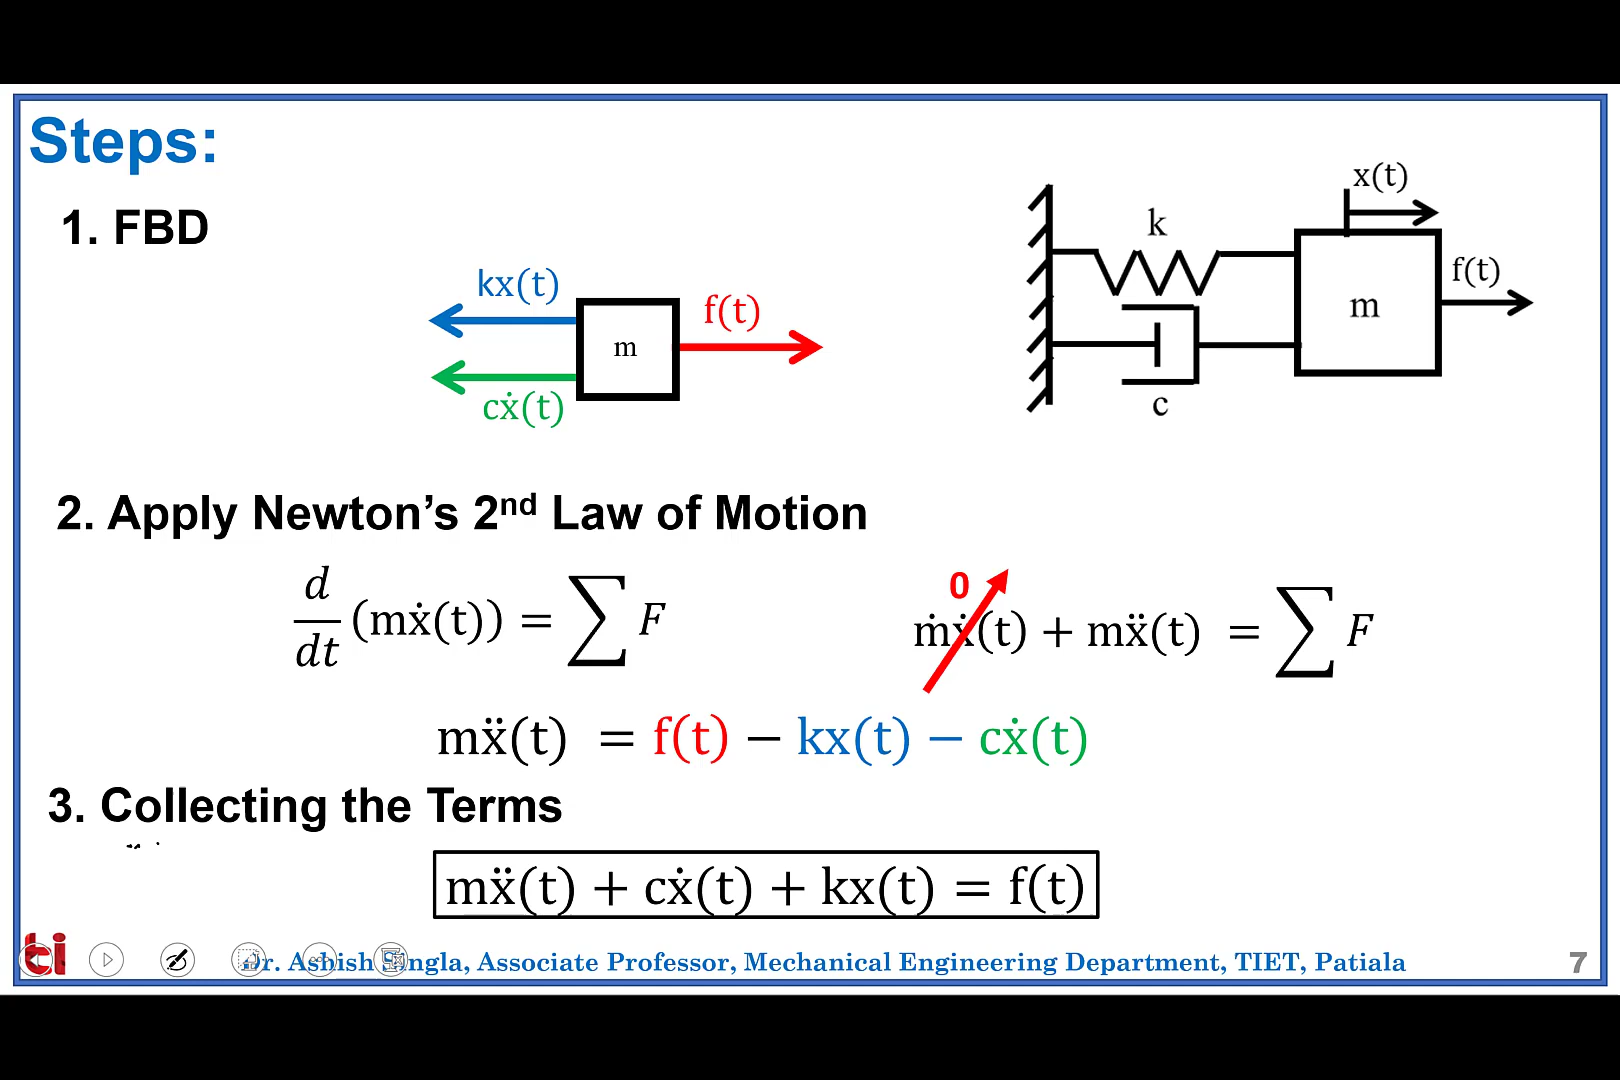 Steps:
1. FBD
kx(t)
f(t)
m
cẋ(t)
x(t)
k
f(t)
m
c
2. Apply Newton's 2nd Law of Motion
d/dt (mẋ(t)) = ∑ F
0
ṁẋ(t) + mẍ(t) = ∑ F
mẍ(t) = f(t) − kx(t) − cẋ(t)
3. Collecting the Terms
mẍ(t) + cẋ(t) + kx(t) = f(t)
ti
Dr. Ashish Singla, Associate Professor, Mechanical Engineering Department, TIET, Patiala
7